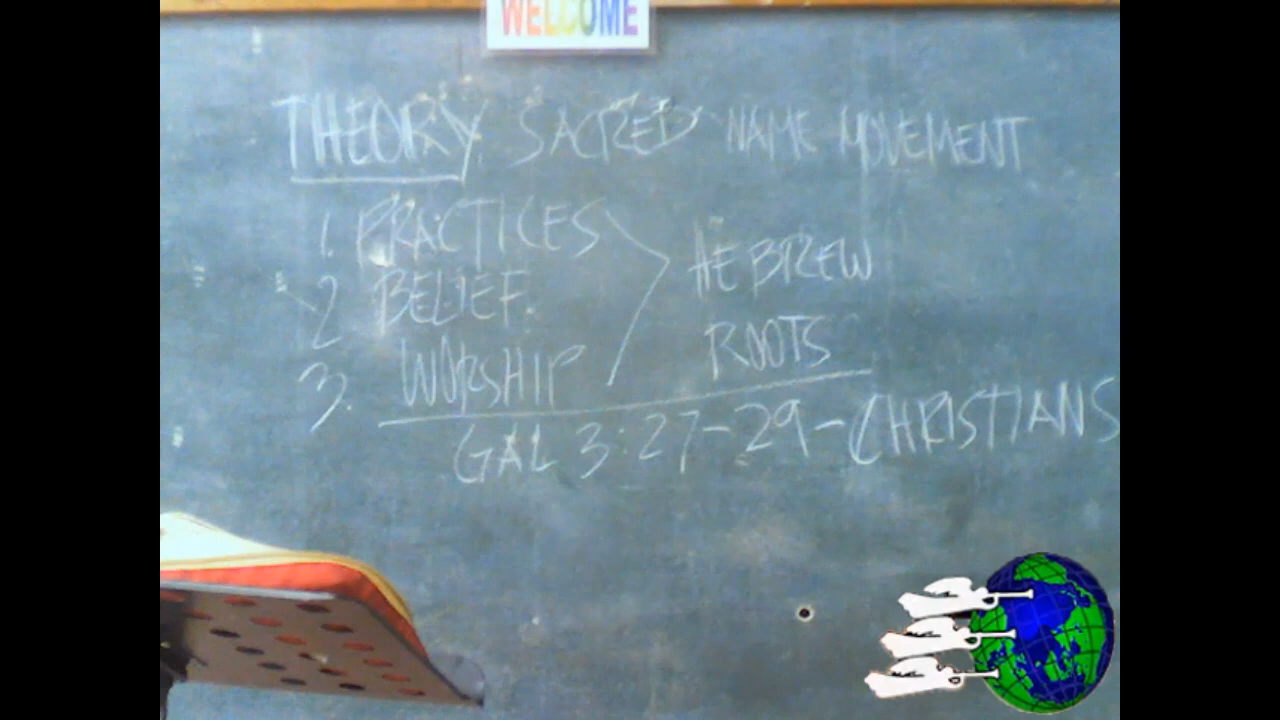 WELCOME
THEORY SACRED NAME MOVEMENT
1. PRACTICES
2 BELIEF.
3. WORSHIP
HEBREW
ROOTS
GAL 3:27-29-CHRISTIANS